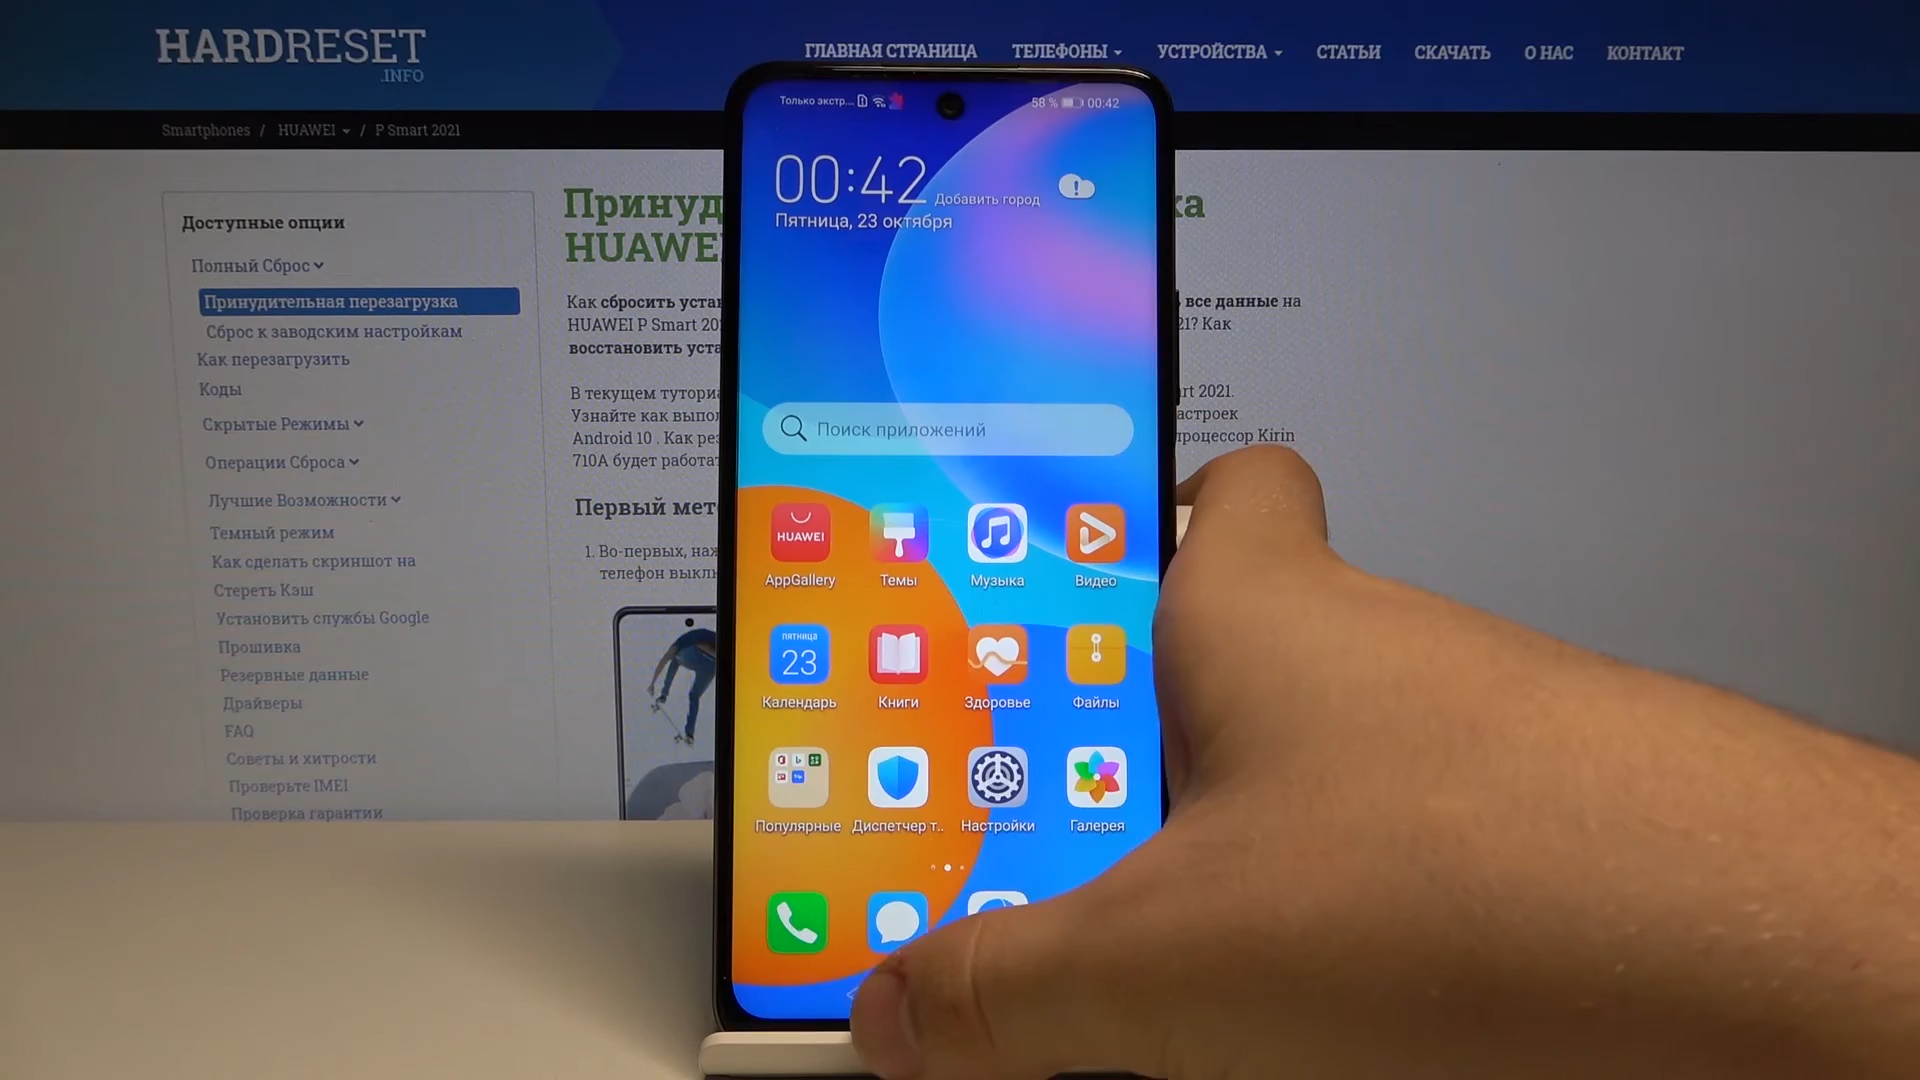 HARDRESET
.INFO
ГЛАВНАЯ СТРАНИЦА
ТЕЛЕФОНЫ
УСТРОЙСТВА
СТАТЬИ
СКАЧАТЬ
О НАС
КОНТАКТ
Smartphones / HUAWEI / P Smart 2021
Доступные опции
Полный Сброс
Принудительная перезагрузка
Сброс к заводским настройкам
Как перезагрузить
Коды
Скрытые Режимы
Операции Сброса
Лучшие Возможности
Темный режим
Как сделать скриншот на
Стереть Кэш
Установить службы Google
Прошивка
Резервные данные
Драйверы
FAQ
Советы и хитрости
Проверьте IMEI
Проверка гарантии
Принуд
ка
HUAWEI
Как сбросить уста
все данные на
HUAWEI P Smart 20
21? Как
восстановить уста
В текущем тутори
rt 2021.
Узнайте как выпо
астроек
Android 10 . Как ре
процессор Kirin
710A будет работат
Первый мет
1. Во-первых, наж
телефон выкл
Только экстр...
58 %
00:42
00:42
Добавить город
Пятница, 23 октября
Поиск приложений
HUAWEI
AppGallery
Темы
Музыка
Видео
пятница
23
Календарь
Книги
Здоровье
Файлы
Популярные
Диспетчер т..
Настройки
Галерея